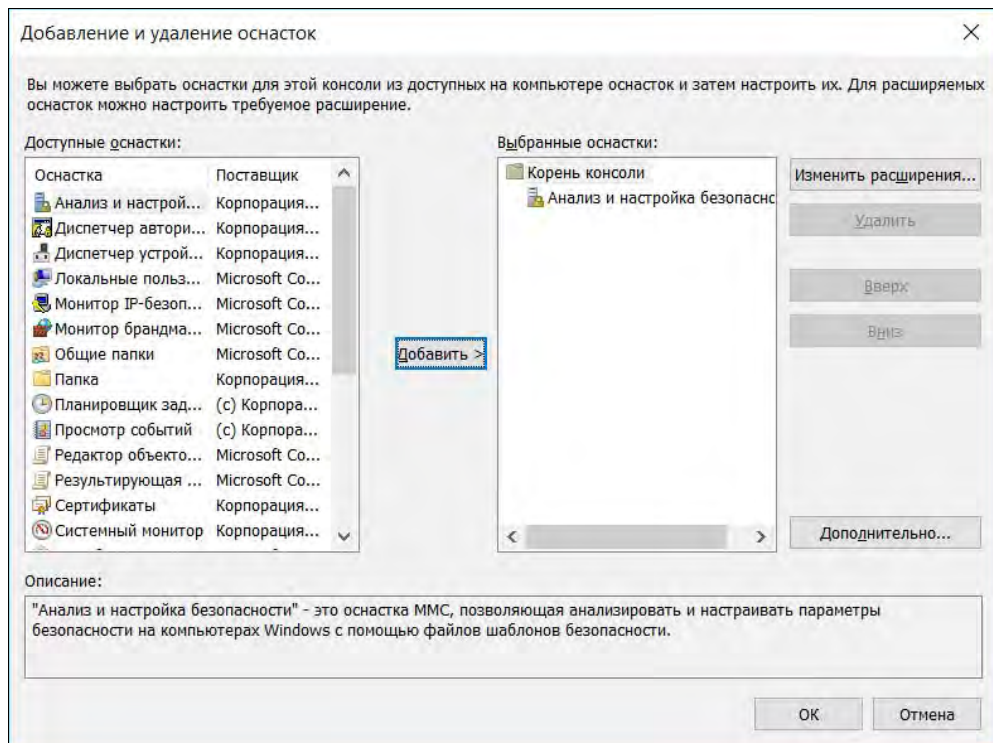 Добавление и удаление оснасток
Вы можете выбрать оснастки для этой консоли из доступных на компьютере оснасток и затем настроить их. Для расширяемых
оснасток можно настроить требуемое расширение.
Доступные оснастки:
Оснастка Поставщик
Анализ и настрой... Корпорация...
Диспетчер автори... Корпорация...
Диспетчер устрой... Корпорация...
Локальные польз... Microsoft Co...
Монитор IP-безоп... Microsoft Co...
Монитор брандма... Microsoft Co...
Общие папки Microsoft Co...
Папка Корпорация...
Планировщик зад... (c) Корпора...
Просмотр событий (c) Корпора...
Редактор объекто... Microsoft Co...
Результирующая ... Microsoft Co...
Сертификаты Корпорация...
Системный монитор Корпорация...
Добавить >
Выбранные оснастки:
Корень консоли
Анализ и настройка безопаснс
Изменить расширения...
Удалить
Вверх
Вниз
Дополнительно...
Описание:
"Анализ и настройка безопасности" - это оснастка MMC, позволяющая анализировать и настраивать параметры
безопасности на компьютерах Windows с помощью файлов шаблонов безопасности.
ОК
Отмена